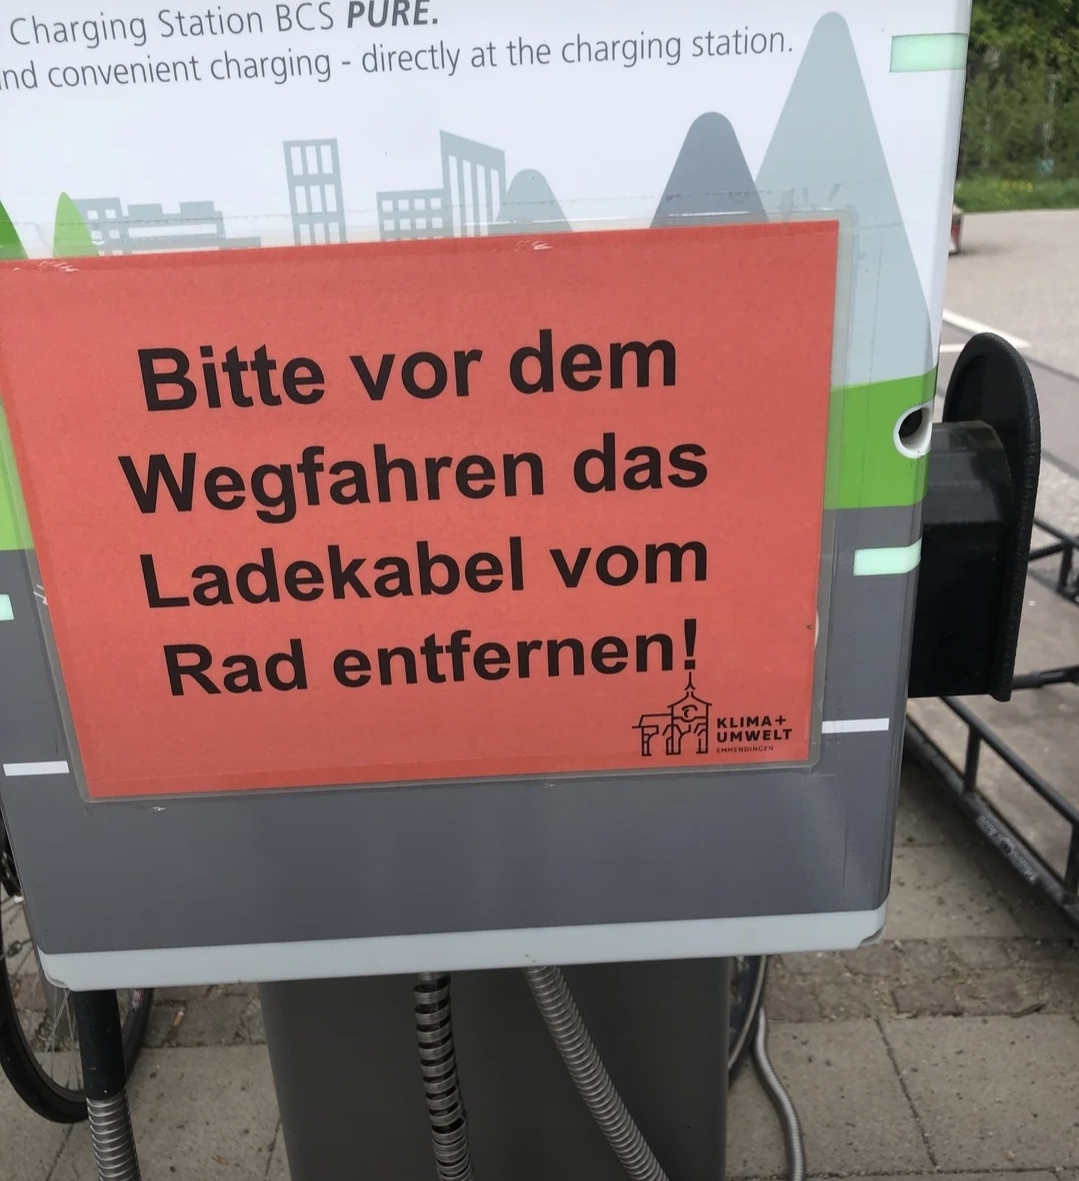 Charging Station BCS PURE.
and convenient charging - directly at the charging station.
Bitte vor dem
Wegfahren das
Ladekabel vom
Rad entfernen!
KLIMA+
UMWELT
EMMENDINGEN